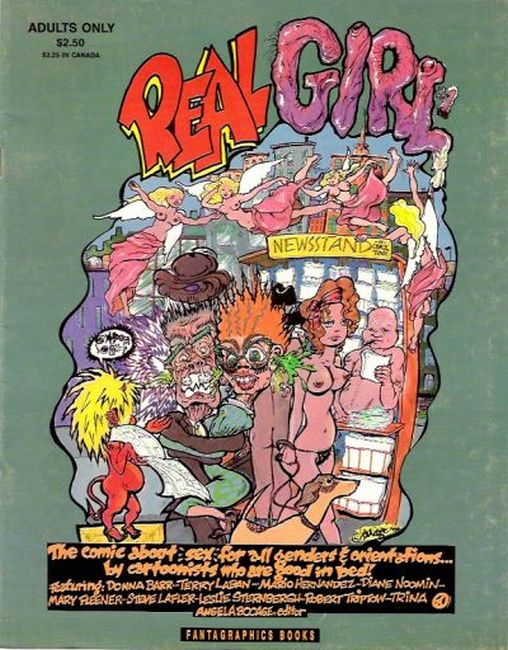 ADULTS ONLY
$2.50
$3.25 IN CANADA
REAL GIRL
#1
NEWSSTAND
The comic about sex for all genders & orientations...
by cartoonists who are good in bed!
Featuring: DONNA BARR - TERRY LABAN - MARIO HERNANDEZ - DIANE NOOMIN -
MARY FLEENER - STEVE LAFLER - LESLIE STERNBERGH - ROBERT TRIPTOW - TRINA
ANGELA BOCAGE, editor
FANTAGRAPHICS BOOKS